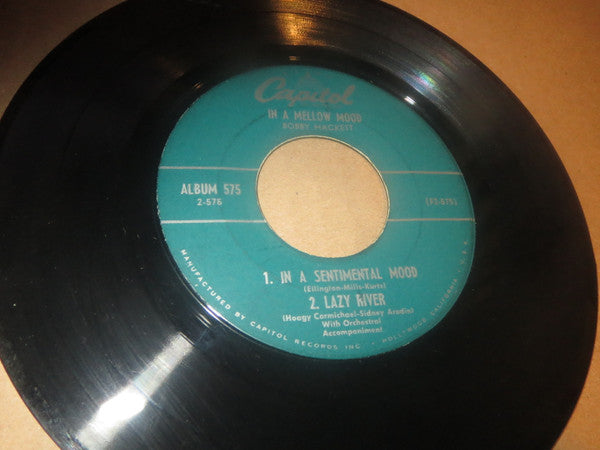 Capitol
IN A MELLOW MOOD
BOBBY HACKETT
ALBUM 575
2-576
1. IN A SENTIMENTAL MOOD
(Ellington-Mills-Kurtz)
2. LAZY RIVER
(Hoagy Carmichael-Sidney Arodin)
With Orchestral
Accompaniment
MANUFACTURED BY CAPITOL RECORDS INC. • HOLLYWOOD, CALIFORNIA, U.S.A.